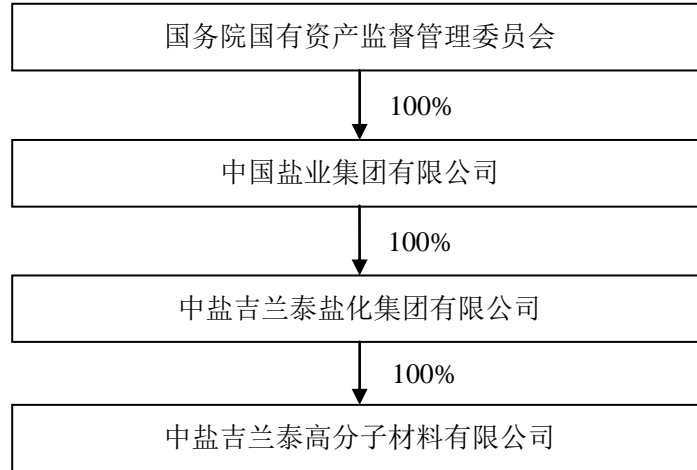 国务院国有资产监督管理委员会
100%
中国盐业集团有限公司
100%
中盐吉兰泰盐化集团有限公司
100%
中盐吉兰泰高分子材料有限公司